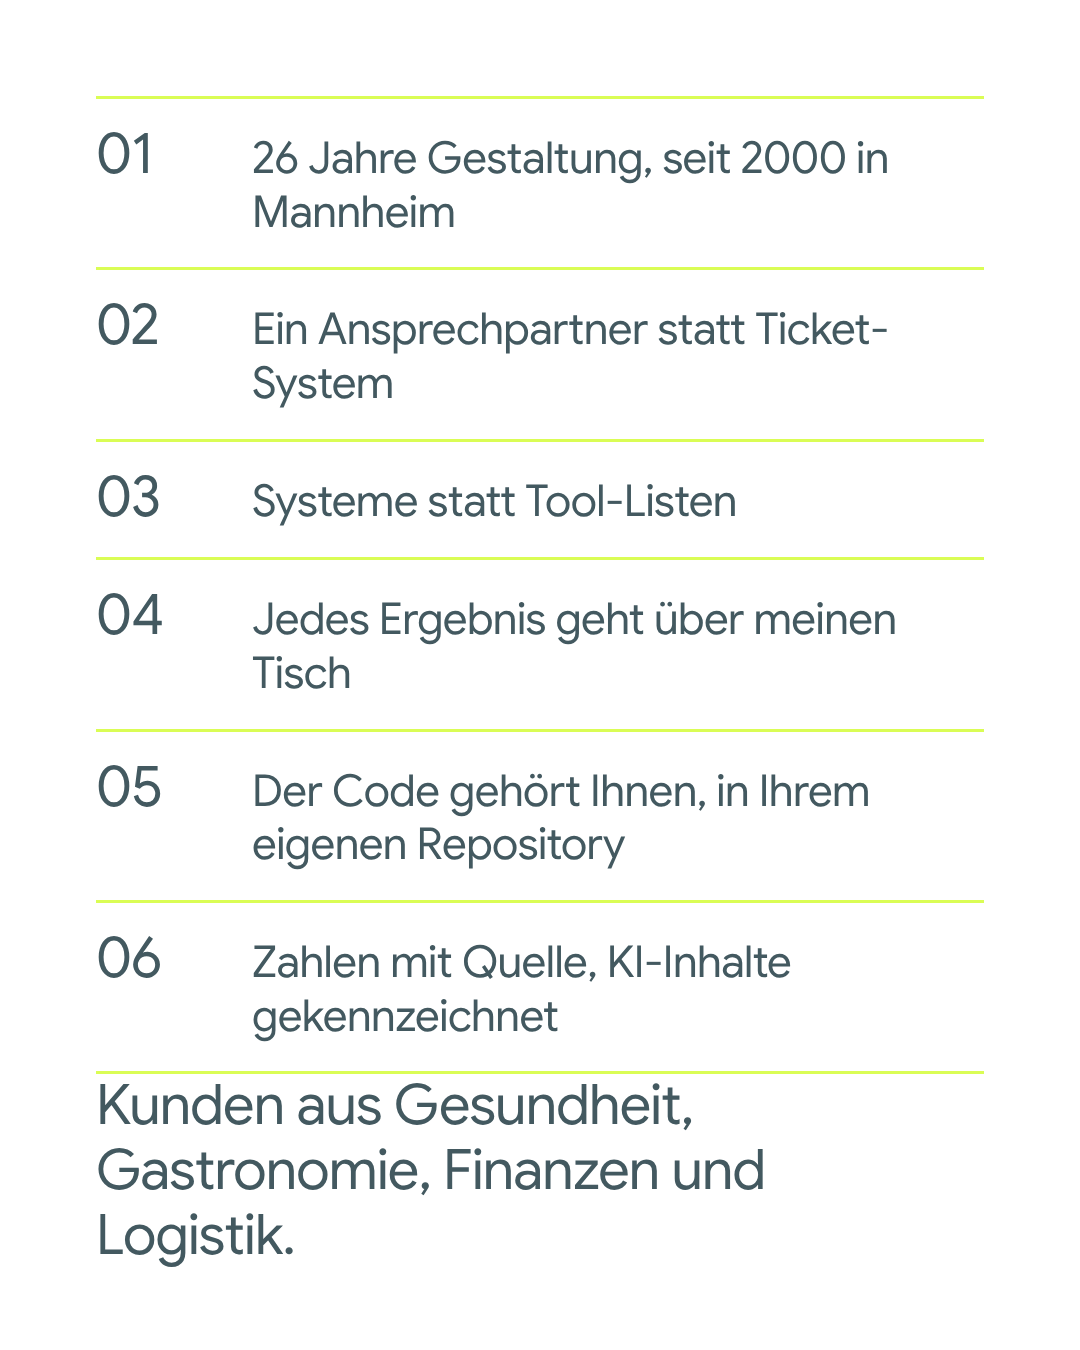 01 26 Jahre Gestaltung, seit 2000 in
Mannheim
02 Ein Ansprechpartner statt Ticket-
System
03 Systeme statt Tool-Listen
04 Jedes Ergebnis geht über meinen
Tisch
05 Der Code gehört Ihnen, in Ihrem
eigenen Repository
06 Zahlen mit Quelle, KI-Inhalte
gekennzeichnet
Kunden aus Gesundheit,
Gastronomie, Finanzen und
Logistik.